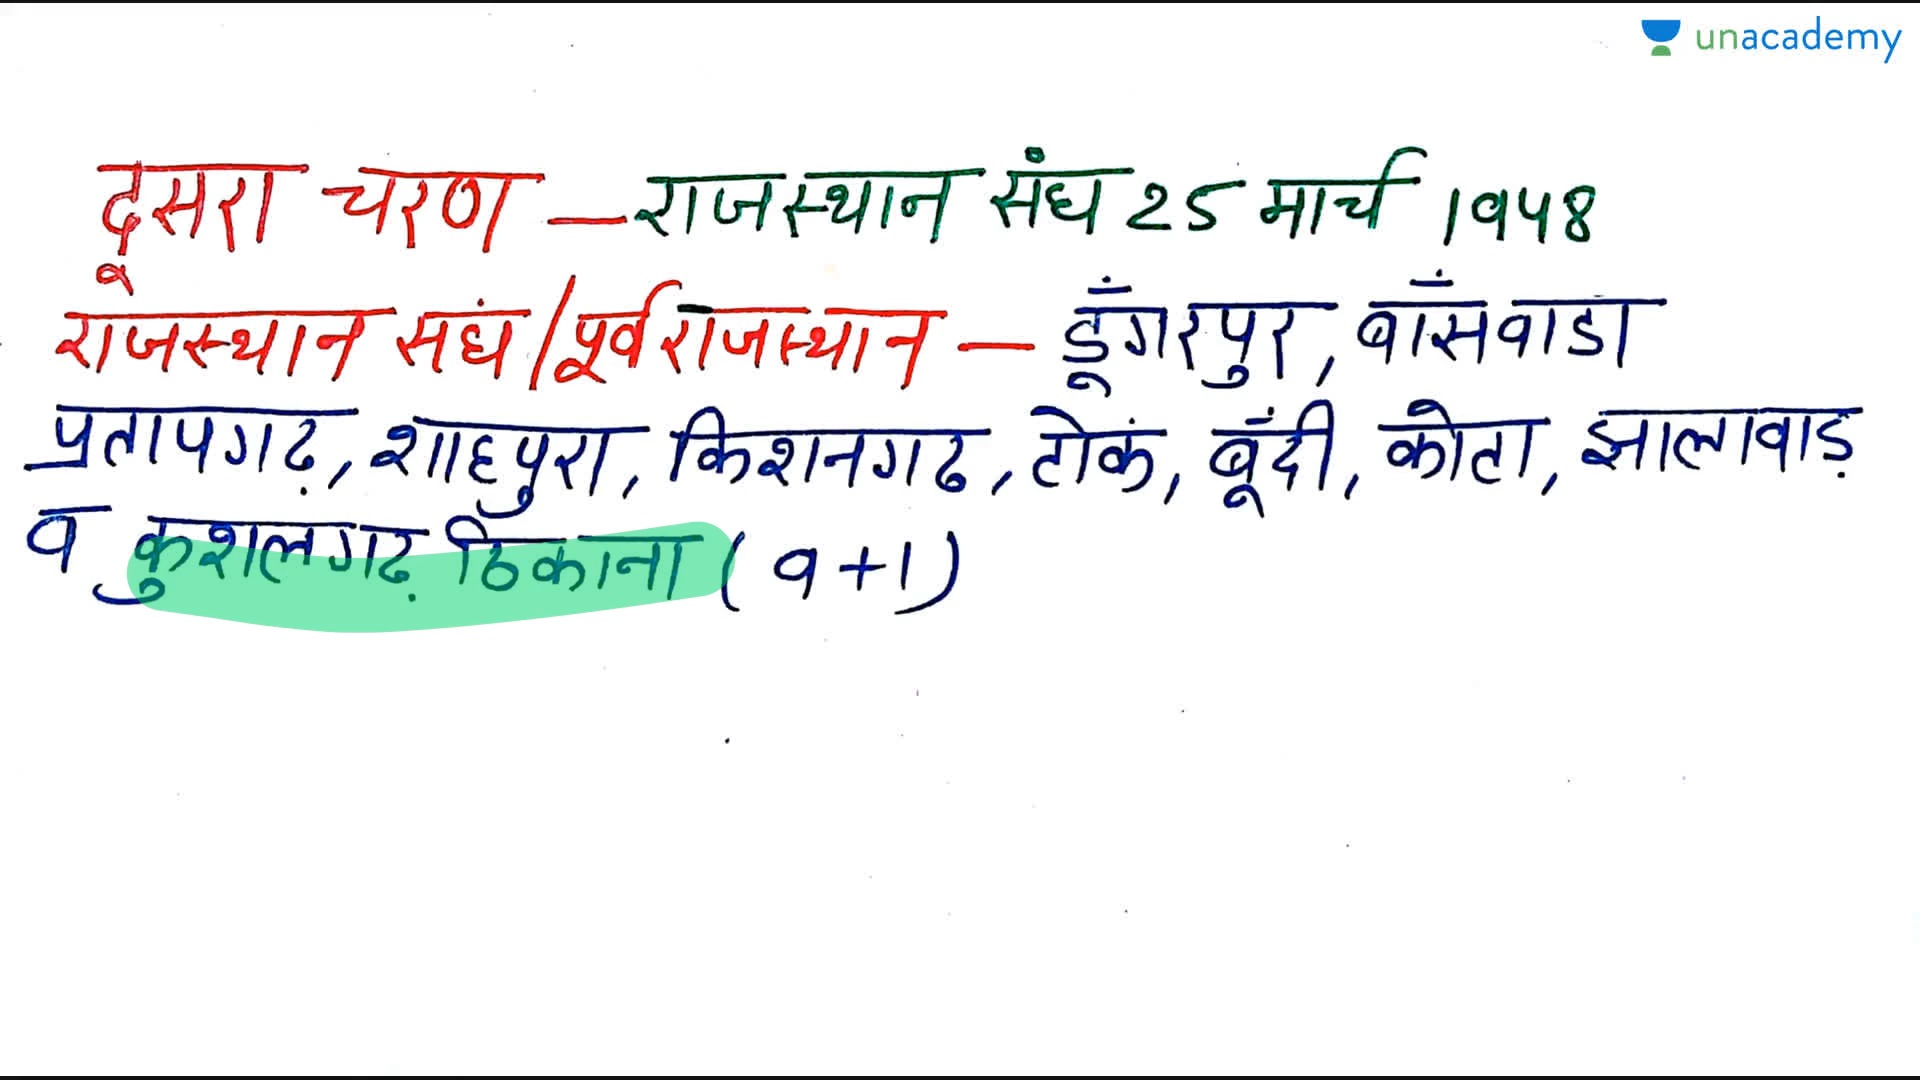 unacademy
दूसरा चरण — राजस्थान संघ 25 मार्च 1948
राजस्थान संघ/पूर्व राजस्थान — डूँगरपुर, बाँसवाडा
प्रतापगढ़, शाहपुरा, किशनगढ, टोंक, बूँदी, कोटा, झालावाड़
व कुशलगढ़ ठिकाना (9+1)